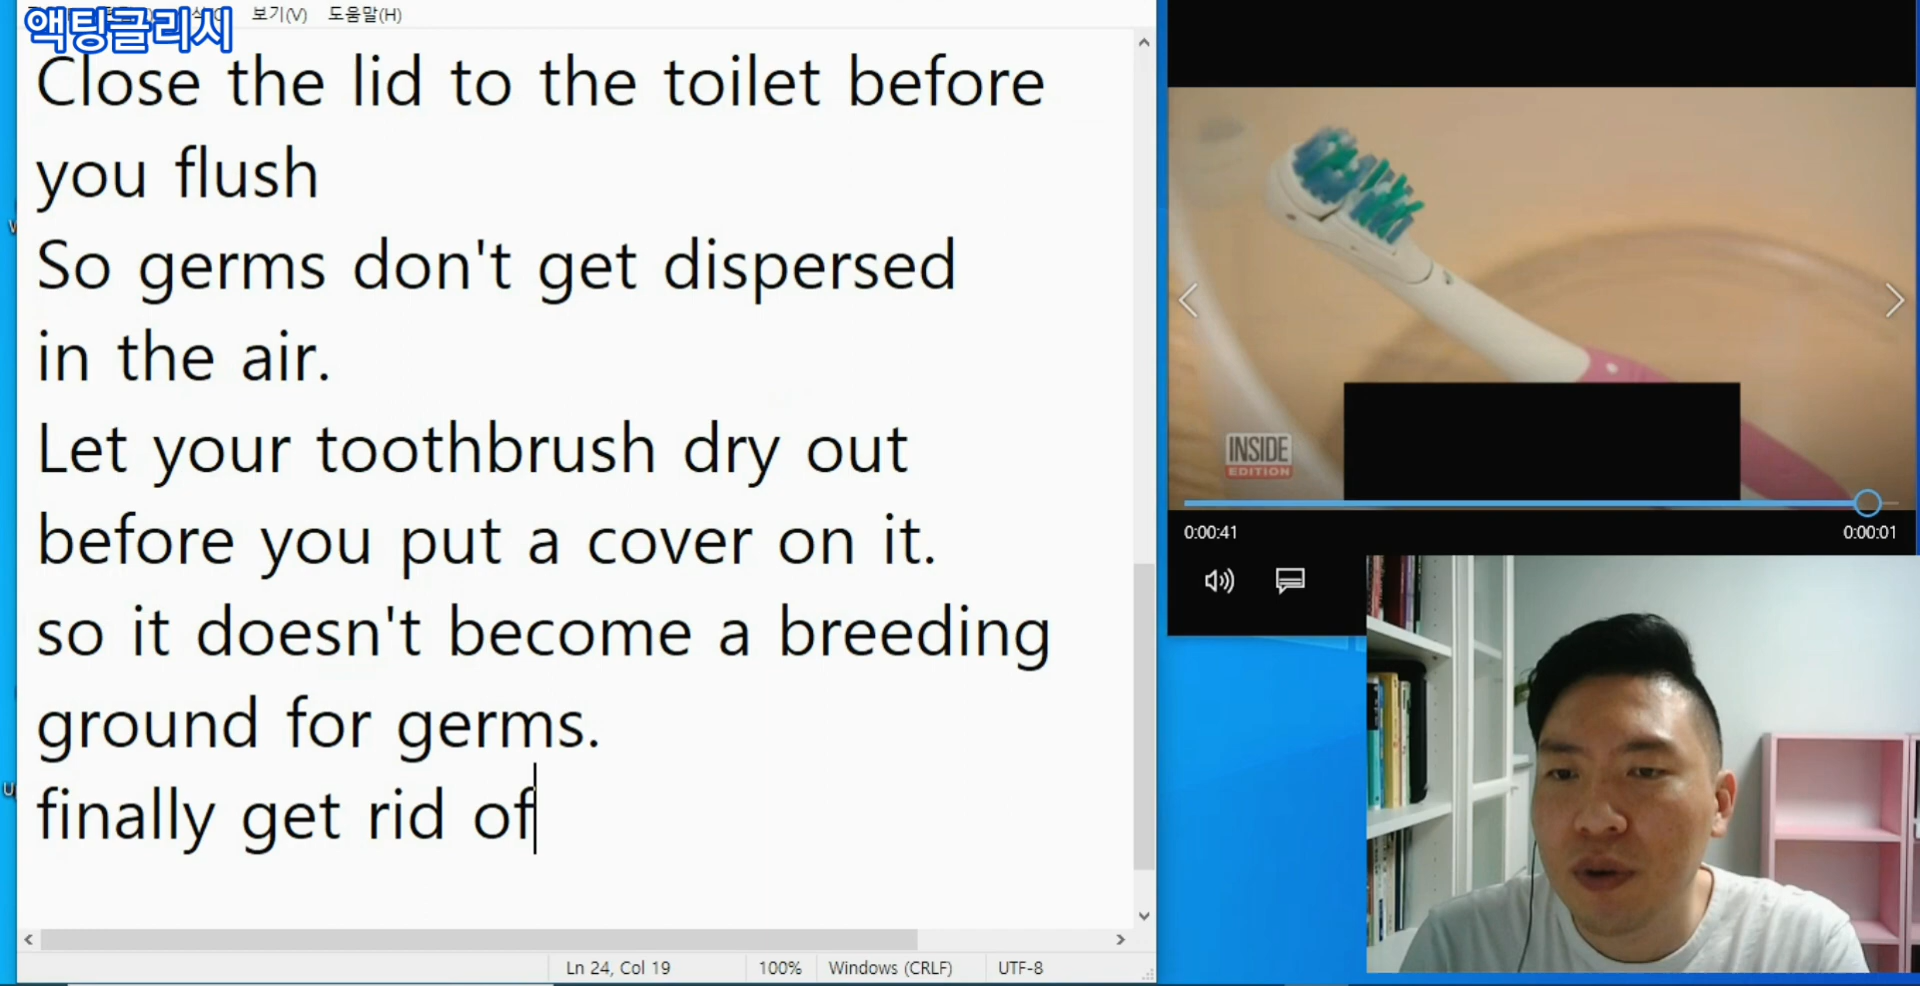 액팅글리시
보기(V) 도움말(H)
Close the lid to the toilet before
you flush
So germs don't get dispersed
in the air.
Let your toothbrush dry out
before you put a cover on it.
so it doesn't become a breeding
ground for germs.
finally get rid of
Ln 24, Col 19 100% Windows (CRLF) UTF-8
INSIDE
EDITION
0:00:41 0:00:01